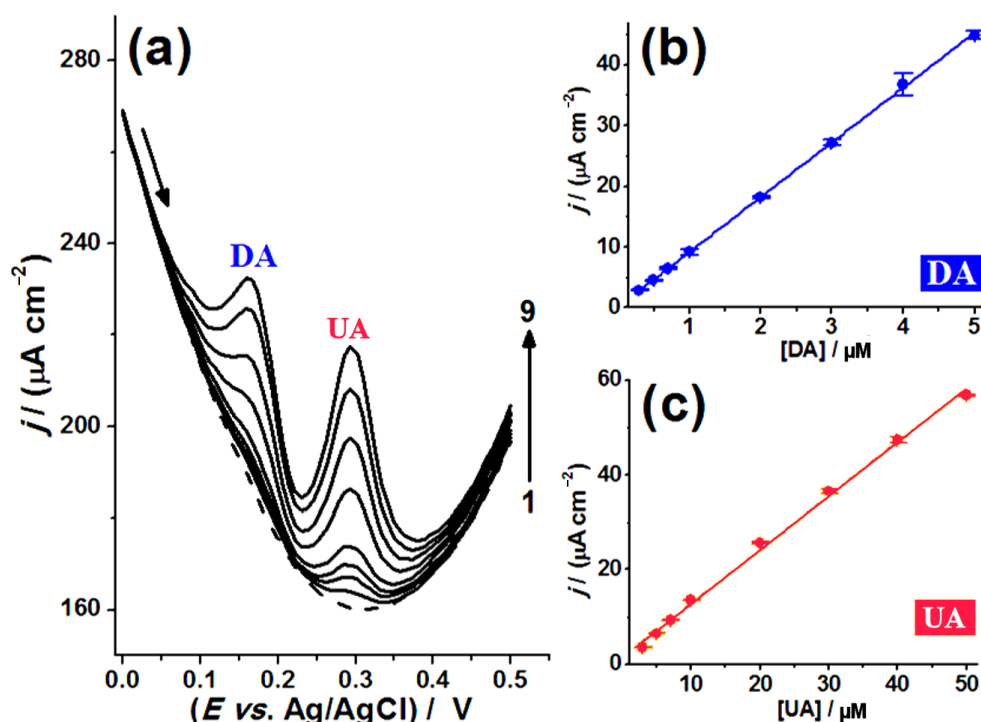 (a)
280
240
200
160
j / (μA cm⁻²)
DA
UA
9
1
0.0 0.1 0.2 0.3 0.4 0.5
(E vs. Ag/AgCl) / V
(b)
40
30
20
10
0
j / (μA cm⁻²)
DA
1 2 3 4 5
[DA] / μM
(c)
60
40
20
0
j / (μA cm⁻²)
UA
10 20 30 40 50
[UA] / μM